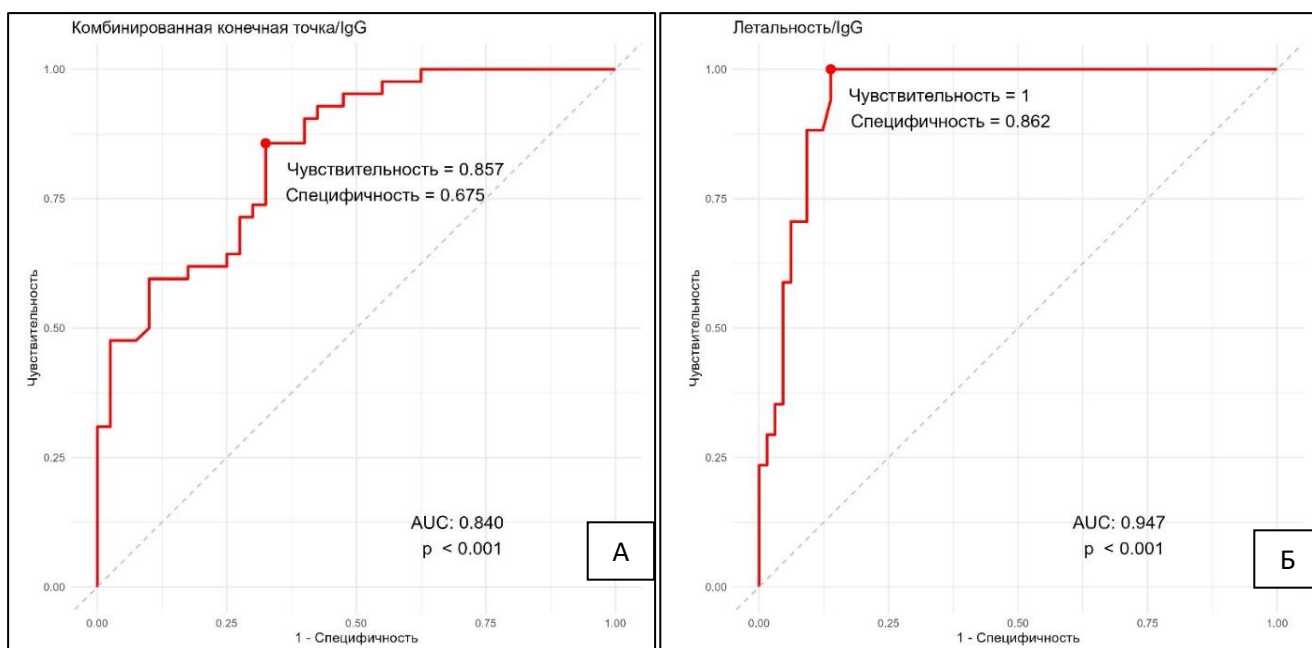 Комбинированная конечная точка/IgG
1.00
0.75
0.50
0.25
0.00
Чувствительность
Чувствительность = 0.857
Специфичность = 0.675
AUC: 0.840
p < 0.001
А
0.00
0.25
0.50
0.75
1.00
1 - Специфичность
Летальность/IgG
1.00
0.75
0.50
0.25
0.00
Чувствительность
Чувствительность = 1
Специфичность = 0.862
AUC: 0.947
p < 0.001
Б
0.00
0.25
0.50
0.75
1.00
1 - Специфичность